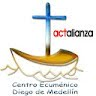 actalianza
Centro Ecuménico
Diego de Medellín